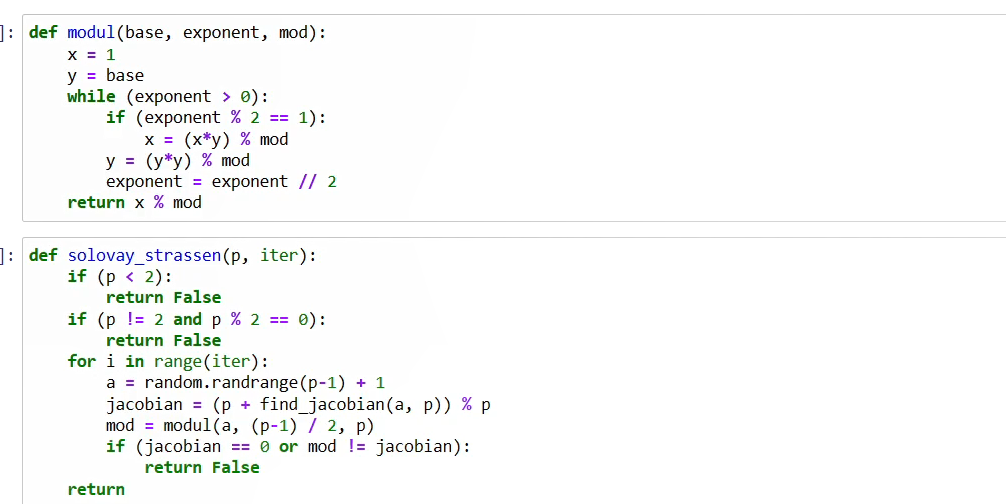 ]: def modul(base, exponent, mod):
    x = 1
    y = base
    while (exponent > 0):
        if (exponent % 2 == 1):
            x = (x*y) % mod
        y = (y*y) % mod
        exponent = exponent // 2
    return x % mod
]: def solovay_strassen(p, iter):
    if (p < 2):
        return False
    if (p != 2 and p % 2 == 0):
        return False
    for i in range(iter):
        a = random.randrange(p-1) + 1
        jacobian = (p + find_jacobian(a, p)) % p
        mod = modul(a, (p-1) / 2, p)
        if (jacobian == 0 or mod != jacobian):
            return False
    return